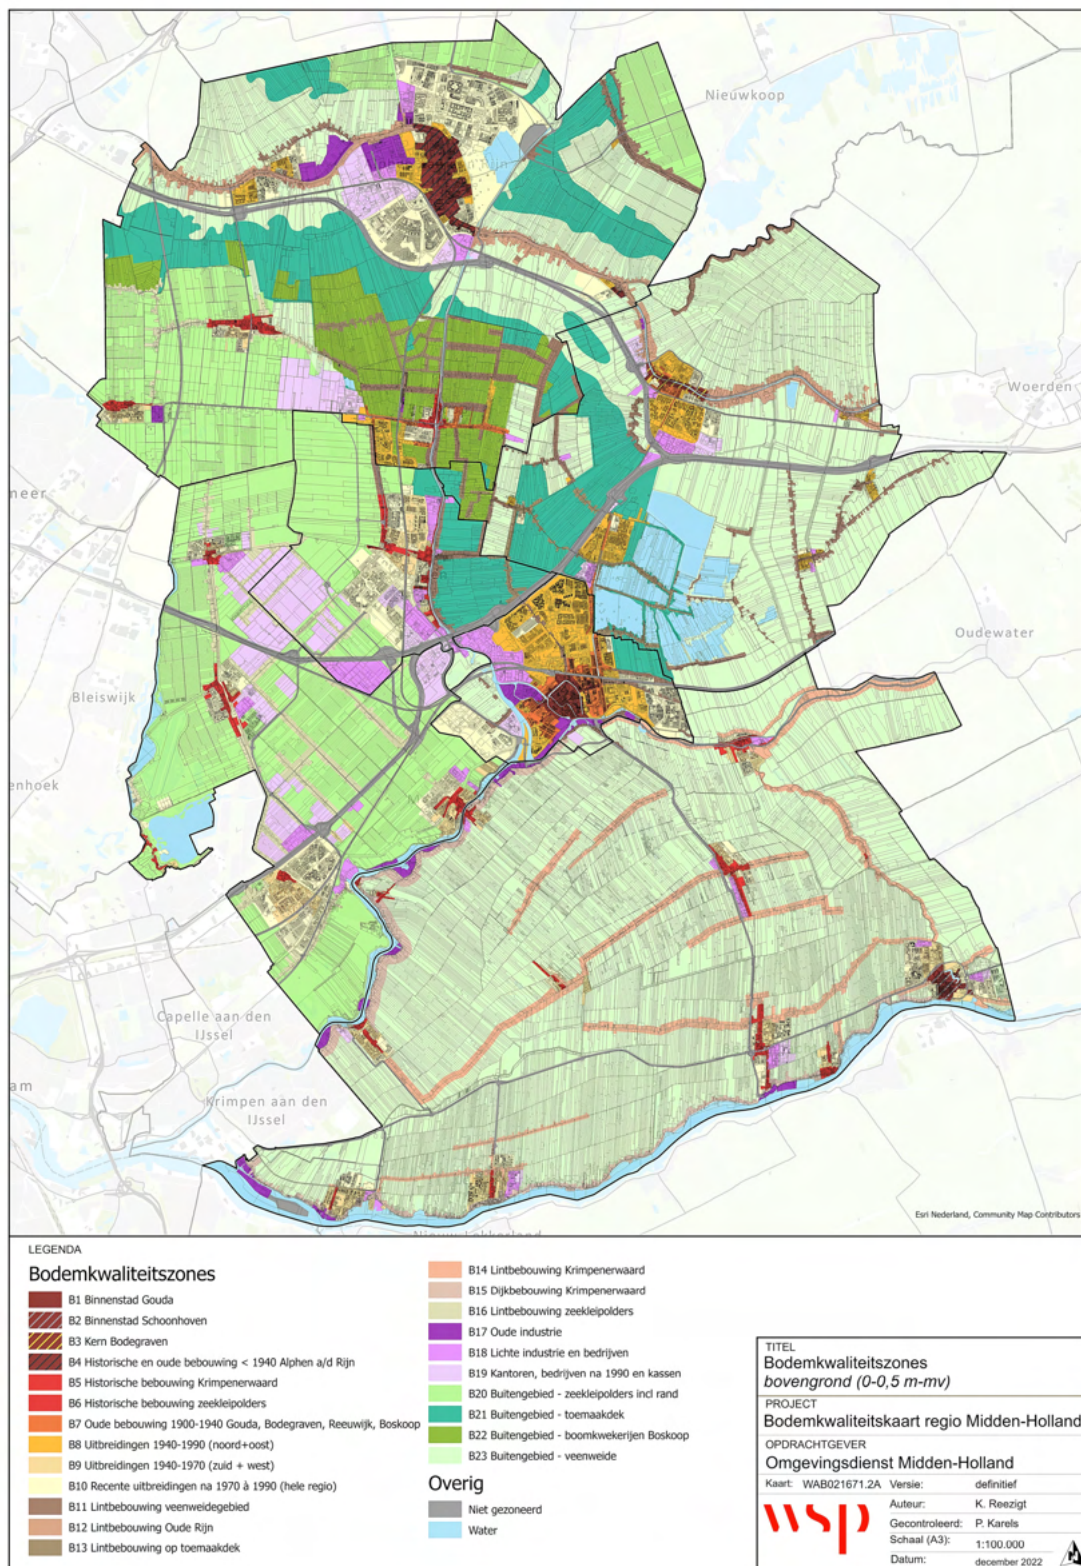 Nieuwkoop
Woerden
Oudewater
meer
Bleiswijk
enhoek
Capelle aan den
IJssel
am
Krimpen aan den
IJssel
Esri Nederland, Community Map Contributors
LEGENDA
Bodemkwaliteitszones
B1 Binnenstad Gouda
B2 Binnenstad Schoonhoven
B3 Kern Bodegraven
B4 Historische en oude bebouwing < 1940 Alphen a/d Rijn
B5 Historische bebouwing Krimpenerwaard
B6 Historische bebouwing zeekleipolders
B7 Oude bebouwing 1900-1940 Gouda, Bodegraven, Reeuwijk, Boskoop
B8 Uitbreidingen 1940-1990 (noord+oost)
B9 Uitbreidingen 1940-1970 (zuid + west)
B10 Recente uitbreidingen na 1970 à 1990 (hele regio)
B11 Lintbebouwing veenweidegebied
B12 Lintbebouwing Oude Rijn
B13 Lintbebouwing op toemaakdek
B14 Lintbebouwing Krimpenerwaard
B15 Dijkbebouwing Krimpenerwaard
B16 Lintbebouwing zeekleipolders
B17 Oude industrie
B18 Lichte industrie en bedrijven
B19 Kantoren, bedrijven na 1990 en kassen
B20 Buitengebied - zeekleipolders incl rand
B21 Buitengebied - toemaakdek
B22 Buitengebied - boomkwekerijen Boskoop
B23 Buitengebied - veenweide
Overig
Niet gezoneerd
Water
TITEL
Bodemkwaliteitszones
bovengrond (0-0,5 m-mv)
PROJECT
Bodemkwaliteitskaart regio Midden-Holland
OPDRACHTGEVER
Omgevingsdienst Midden-Holland
Kaart: WAB021671.2A Versie: definitief
Auteur: K. Reezigt
Gecontroleerd: P. Karels
Schaal (A3): 1:100.000
Datum: december 2022
wsp